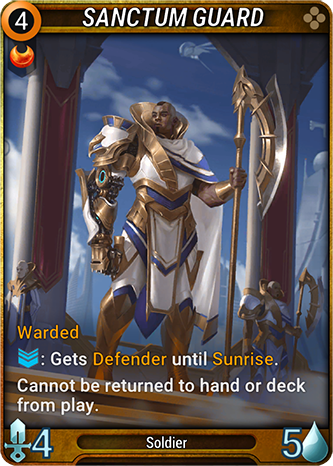 4 SANCTUM GUARD
Warded
: Gets Defender until Sunrise.
Cannot be returned to hand or deck
from play.
4 Soldier 5